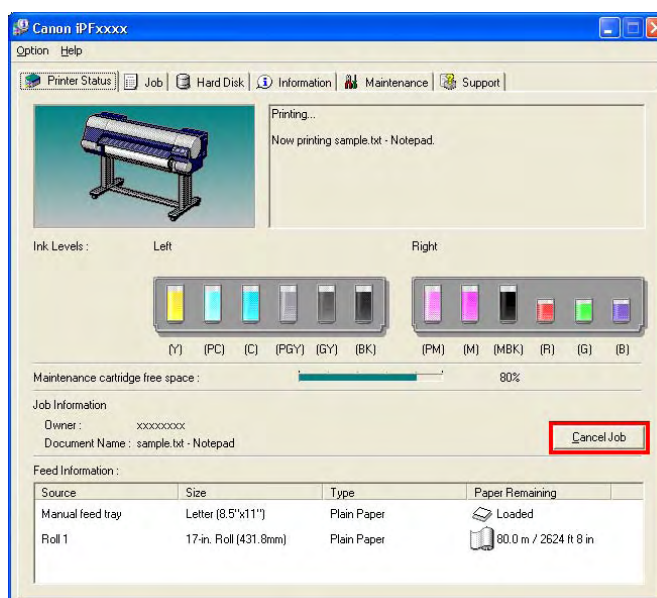 Canon iPFxxxx
Option Help
Printer Status Job Hard Disk Information Maintenance Support
Printing...
Now printing sample.txt - Notepad.
Ink Levels : Left Right
(Y) (PC) (C) (PGY) (GY) (BK) (PM) (M) (MBK) (R) (G) (B)
Maintenance cartridge free space : 80%
Job Information
Owner : xxxxxxxx
Document Name : sample.txt - Notepad
Cancel Job
Feed Information :
Source Size Type Paper Remaining
Manual feed tray Letter (8.5"x11") Plain Paper Loaded
Roll 1 17-in. Roll (431.8mm) Plain Paper 80.0 m / 2624 ft 8 in